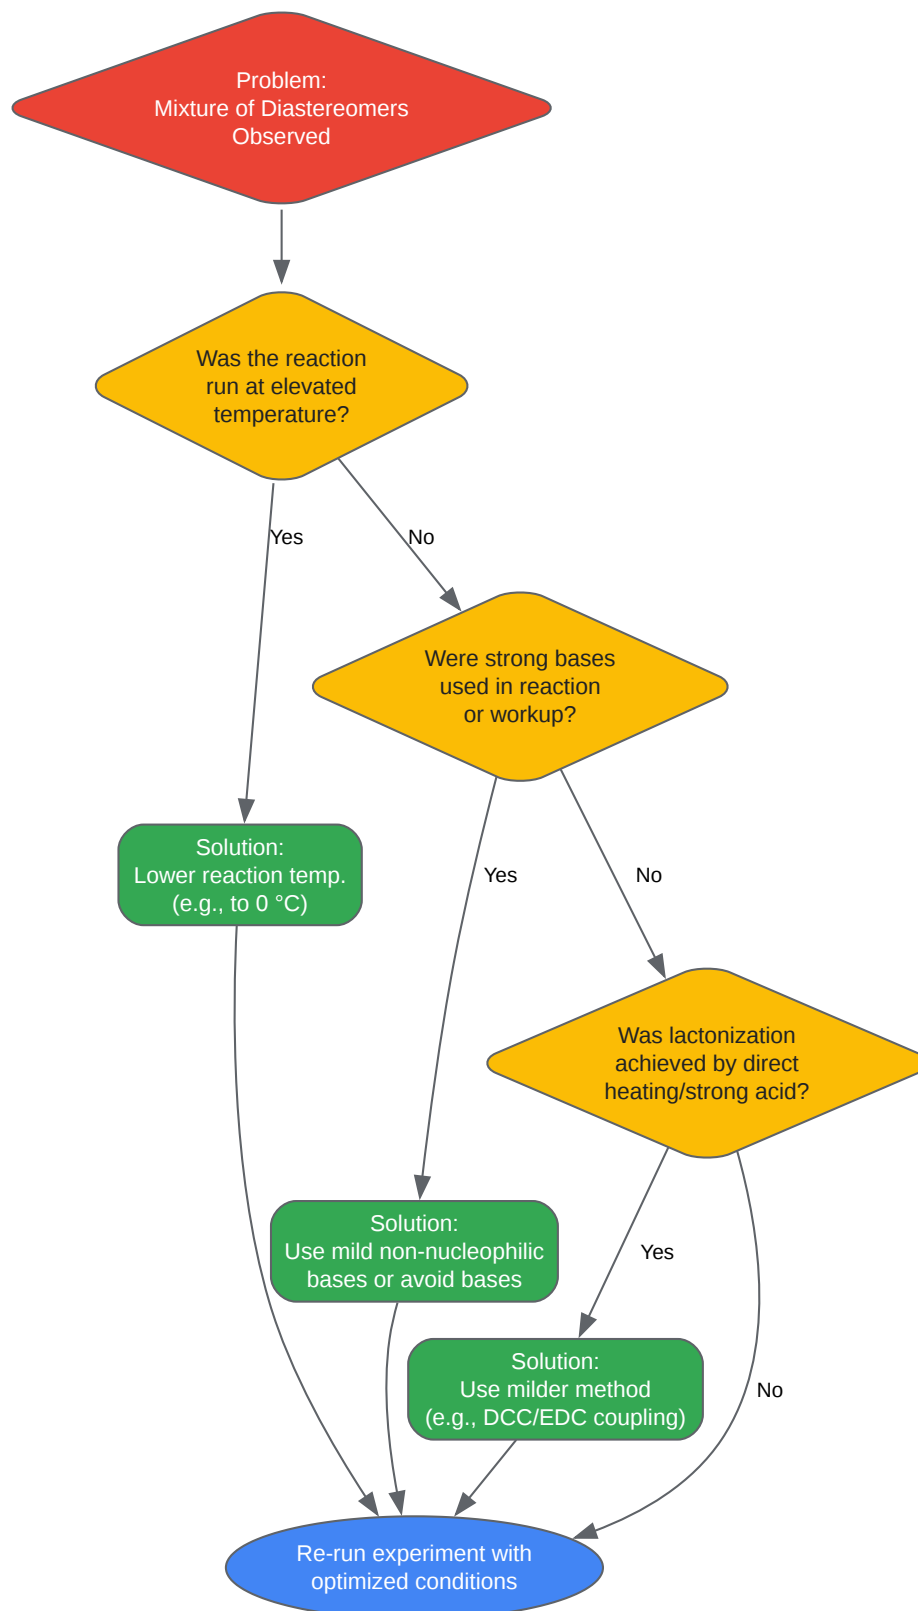 Problem:
Mixture of Diastereomers
Observed
Was the reaction
run at elevated
temperature?
Yes
No
Were strong bases
used in reaction
or workup?
Solution:
Lower reaction temp.
(e.g., to 0 °C)
Yes
No
Was lactonization
achieved by direct
heating/strong acid?
Solution:
Use mild non-nucleophilic
bases or avoid bases
Yes
Solution:
Use milder method
(e.g., DCC/EDC coupling)
No
Re-run experiment with
optimized conditions